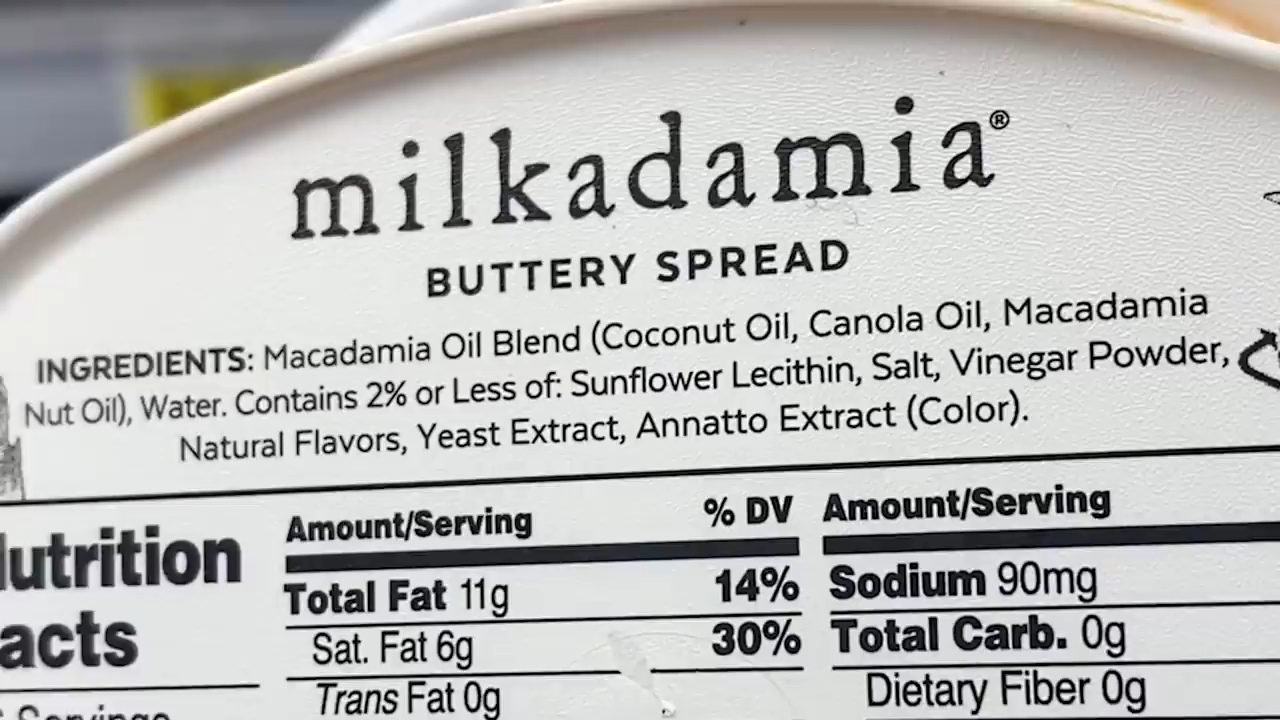 milkadamia®
BUTTERY SPREAD
INGREDIENTS: Macadamia Oil Blend (Coconut Oil, Canola Oil, Macadamia
Nut Oil), Water. Contains 2% or Less of: Sunflower Lecithin, Salt, Vinegar Powder,
Natural Flavors, Yeast Extract, Annatto Extract (Color).
utrition
acts
Amount/Serving % DV
Total Fat 11g 14%
Sat. Fat 6g 30%
Trans Fat 0g
Amount/Serving
Sodium 90mg
Total Carb. 0g
Dietary Fiber 0g